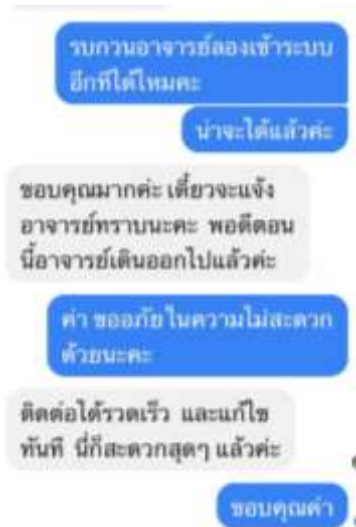 รบกวนอาจารย์ลองเข้าระบบ
อีกทีได้ไหมคะ
น่าจะได้แล้วค่ะ
ขอบคุณมากค่ะ เดี๋ยวจะแจ้ง
อาจารย์ทราบนะคะ พอดีตอน
นี้อาจารย์เดินออกไปแล้วค่ะ
ค่า ขออภัยในความไม่สะดวก
ด้วยนะคะ
ติดต่อได้รวดเร็ว และแก้ไข
ทันที นี่ก็สะดวกสุดๆ แล้วค่ะ
ขอบคุณค่า